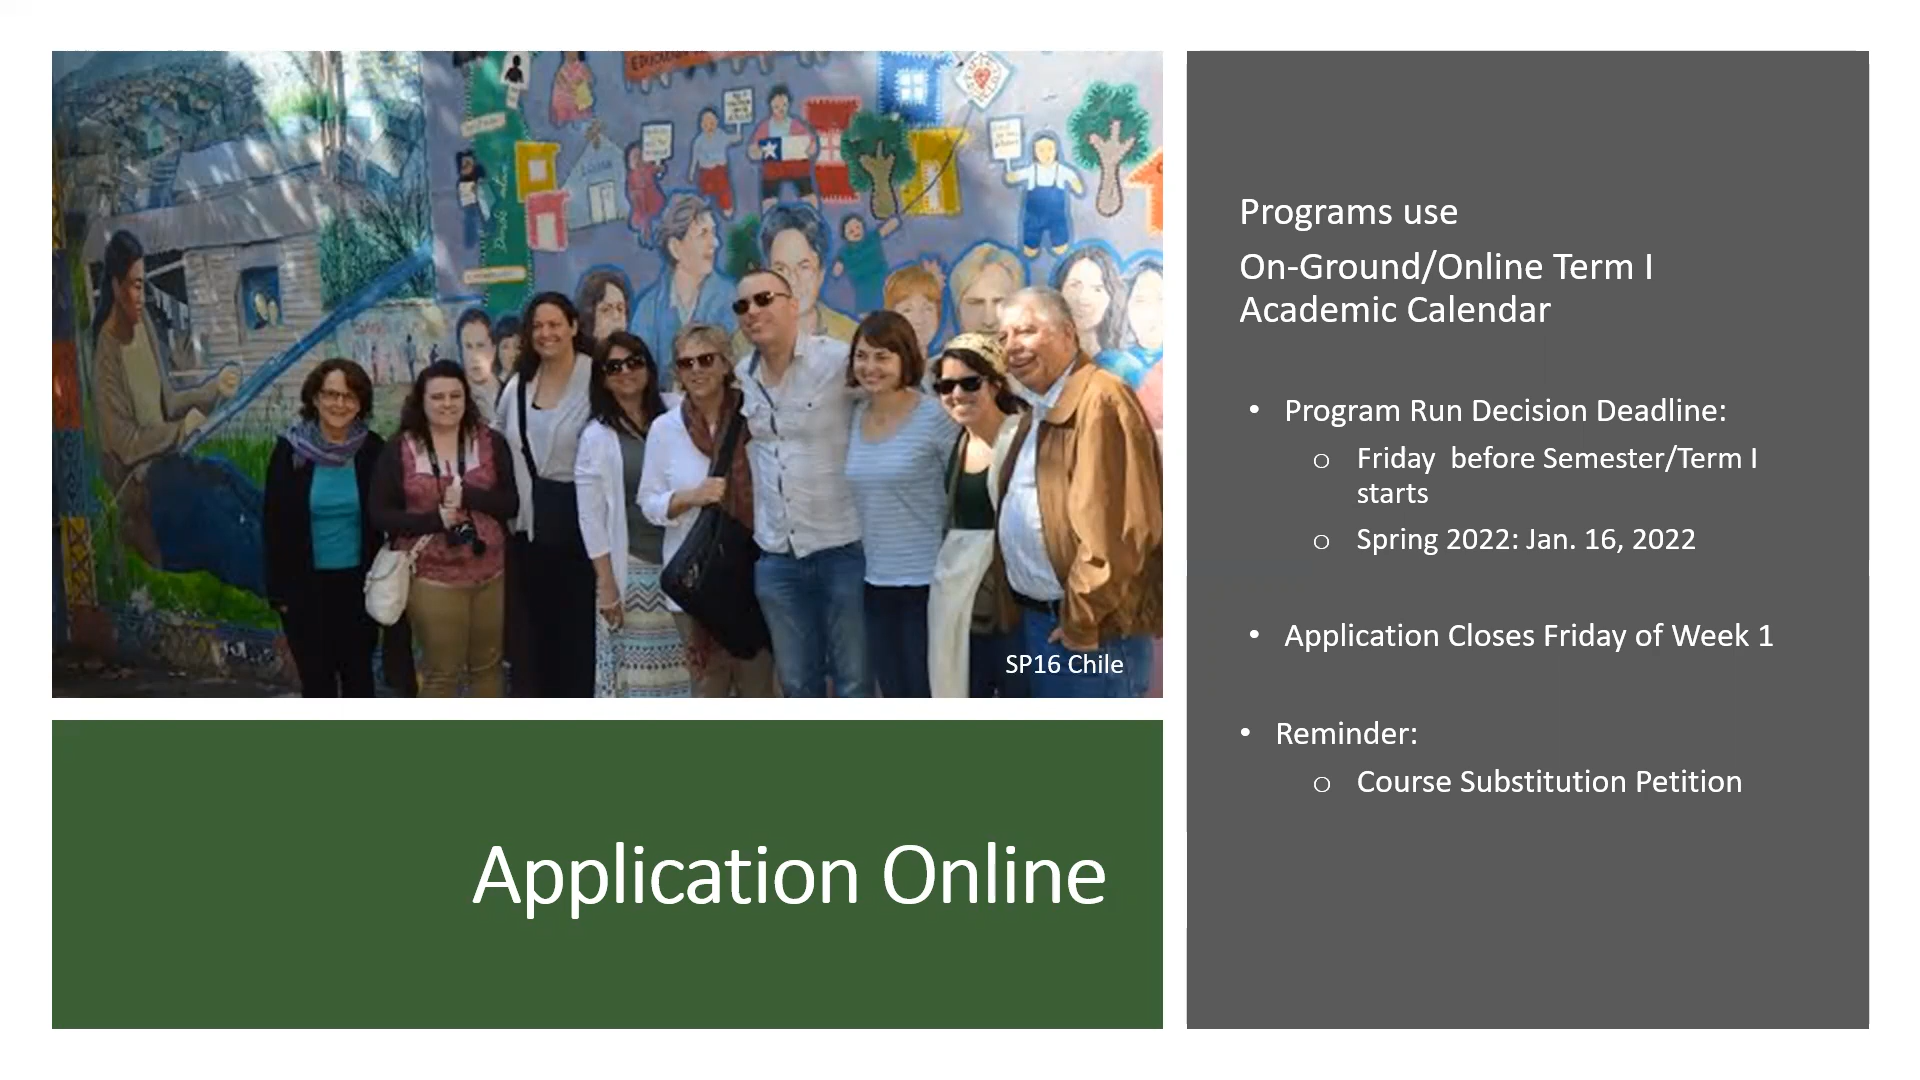 SP16 Chile
Application Online
Programs use
On-Ground/Online Term I
Academic Calendar
• Program Run Decision Deadline:
o Friday  before Semester/Term I
starts
o Spring 2022: Jan. 16, 2022
• Application Closes Friday of Week 1
• Reminder:
o Course Substitution Petition